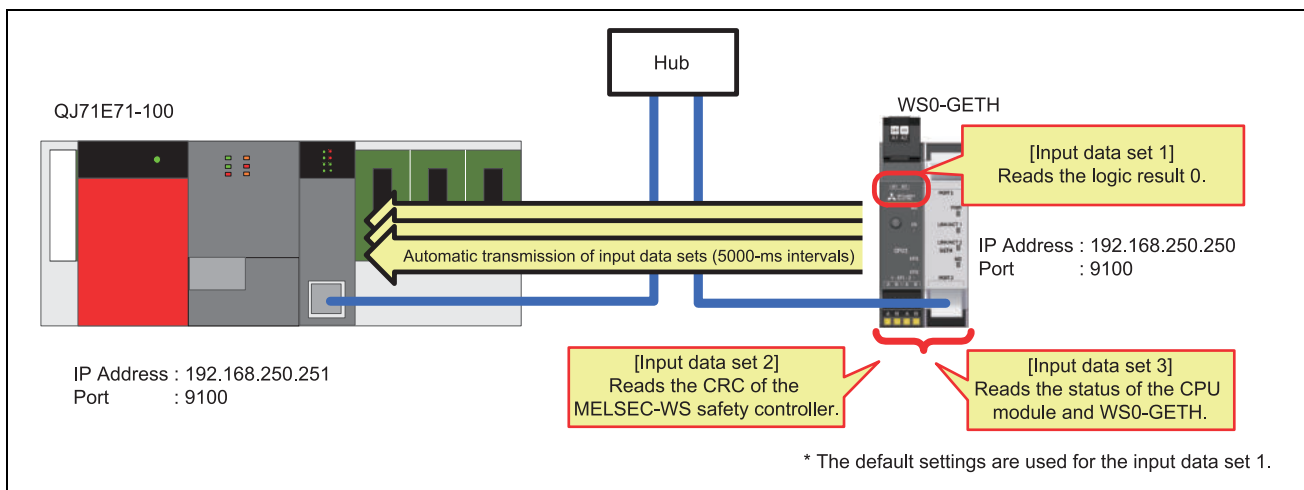 Hub
QJ71E71-100
WS0-GETH
[Input data set 1]
Reads the logic result 0.
Automatic transmission of input data sets (5000-ms intervals)
IP Address : 192.168.250.250
Port : 9100
[Input data set 2]
Reads the CRC of the
MELSEC-WS safety controller.
[Input data set 3]
Reads the status of the CPU
module and WS0-GETH.
IP Address : 192.168.250.251
Port : 9100
* The default settings are used for the input data set 1.